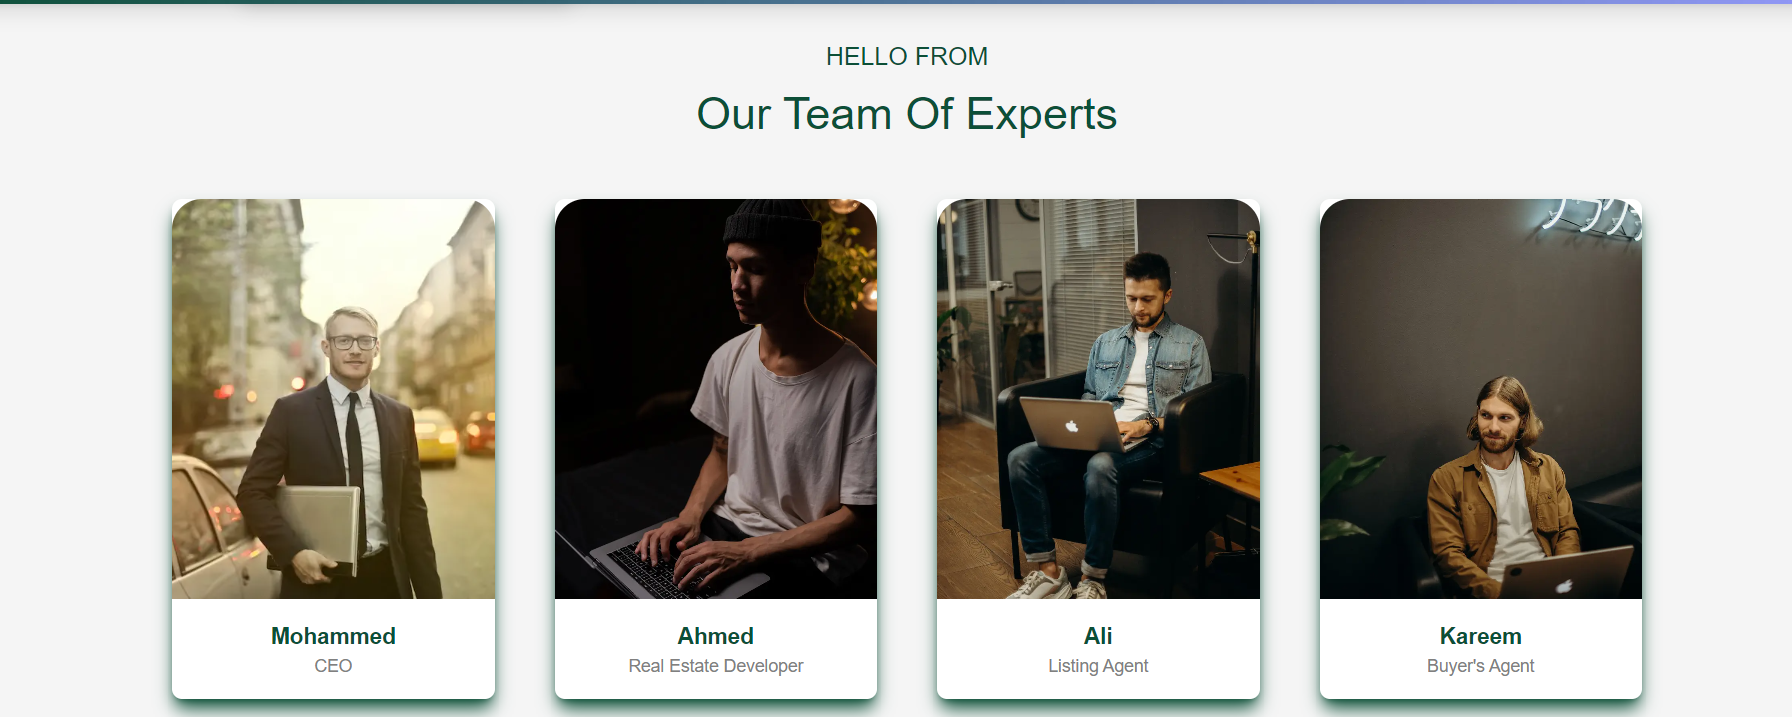 HELLO FROM
Our Team Of Experts
Mohammed
CEO
Ahmed
Real Estate Developer
Ali
Listing Agent
Kareem
Buyer's Agent